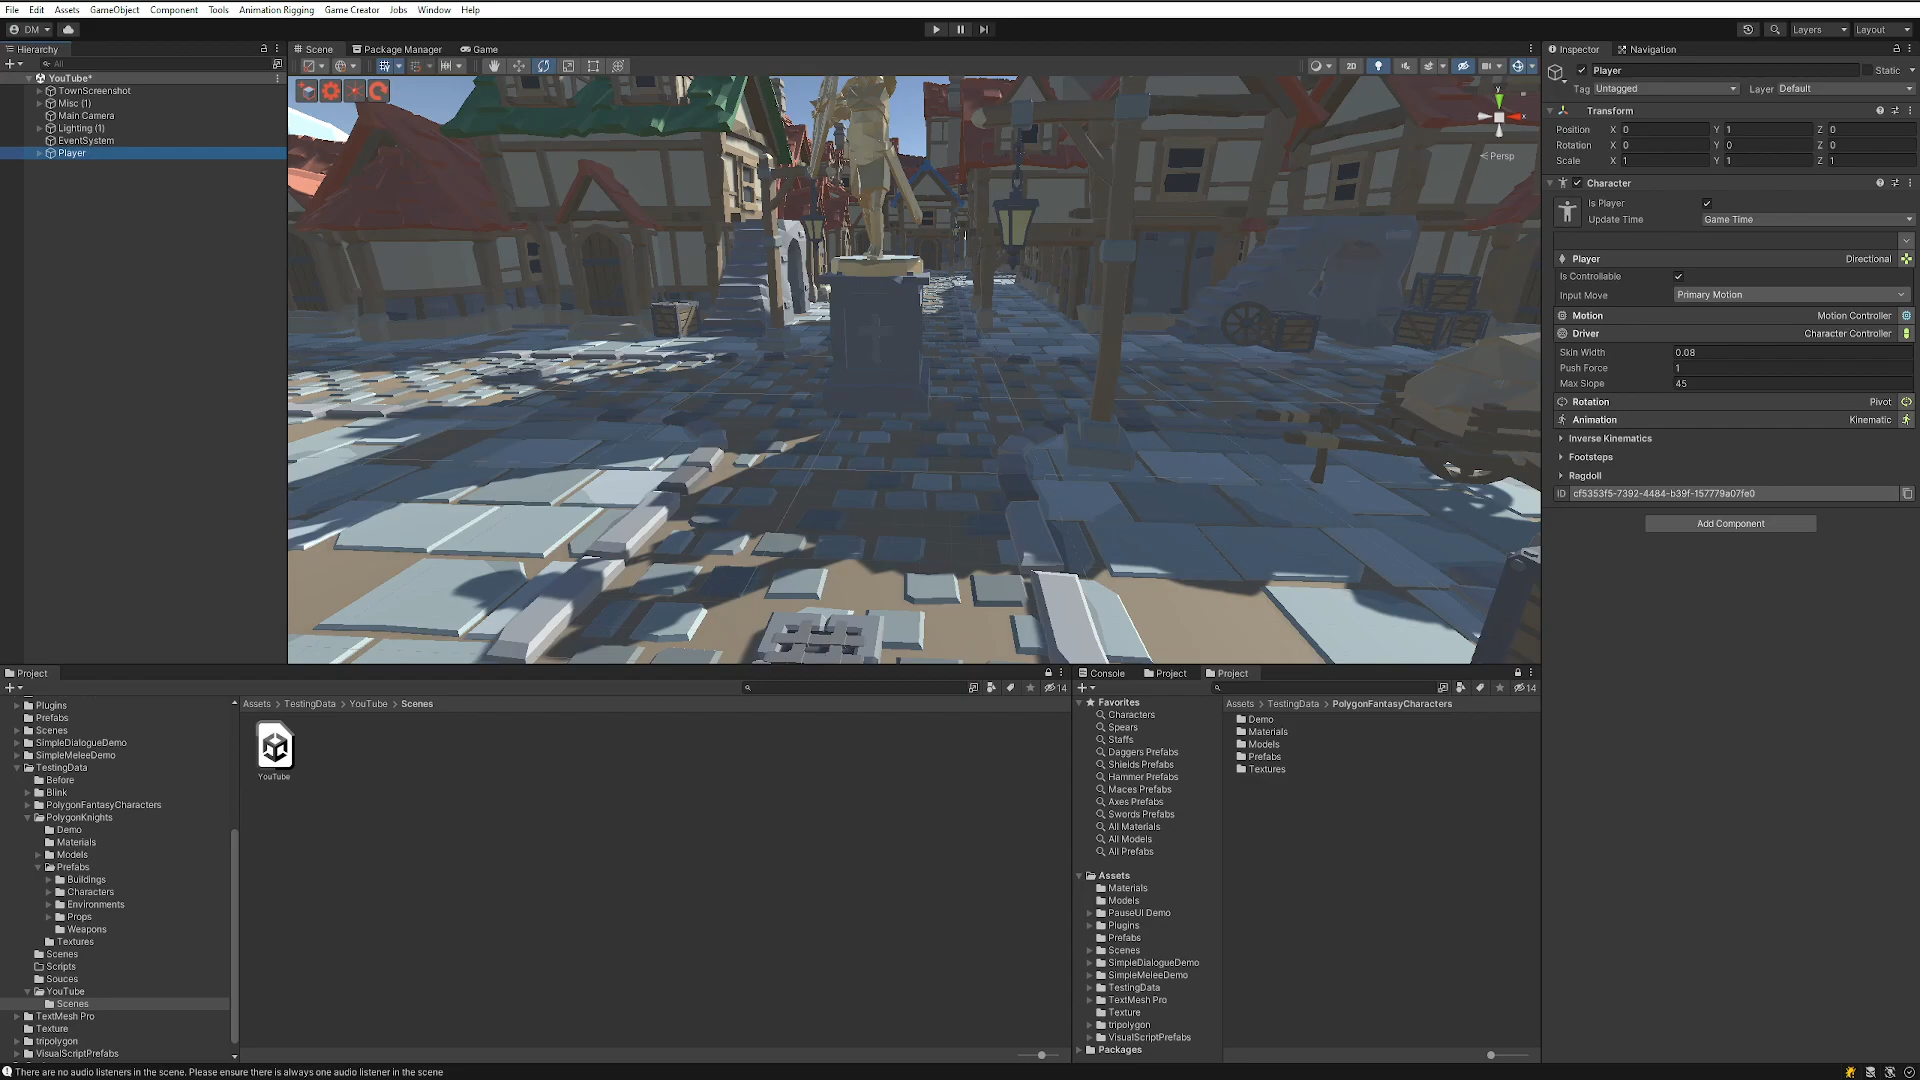 File Edit Assets GameObject Component Tools Animation Rigging Game Creator Jobs Window Help
DM
Layers
Layout
Hierarchy
All
YouTube*
TownScreenshot
Misc (1)
Main Camera
Lighting (1)
EventSystem
Player
Scene
Package Manager
Game
2D
y
x
Persp
Inspector
Navigation
Player
Static
Tag Untagged
Layer Default
Transform
Position X 0 Y 1 Z 0
Rotation X 0 Y 0 Z 0
Scale X 1 Y 1 Z 1
Character
Is Player
Update Time Game Time
Player Directional
Is Controllable
Input Move Primary Motion
Motion Motion Controller
Driver Character Controller
Skin Width 0.08
Push Force 1
Max Slope 45
Rotation Pivot
Animation Kinematic
Inverse Kinematics
Footsteps
Ragdoll
ID cf5353f5-7392-4484-b39f-157779a07fe0
Add Component
Project
14
Plugins
Prefabs
Scenes
SimpleDialogueDemo
SimpleMeleeDemo
TestingData
Before
Blink
PolygonFantasyCharacters
PolygonKnights
Demo
Materials
Models
Prefabs
Buildings
Characters
Environments
Props
Weapons
Textures
Scenes
Scripts
Souces
YouTube
Scenes
TextMesh Pro
Texture
tripolygon
VisualScriptPrefabs
Assets > TestingData > YouTube > Scenes
YouTube
Console
Project
Project
14
Favorites
Characters
Spears
Staffs
Daggers Prefabs
Shields Prefabs
Hammer Prefabs
Maces Prefabs
Axes Prefabs
Swords Prefabs
All Materials
All Models
All Prefabs
Assets
Materials
Models
PauseUI Demo
Plugins
Prefabs
Scenes
SimpleDialogueDemo
SimpleMeleeDemo
TestingData
TextMesh Pro
Texture
tripolygon
VisualScriptPrefabs
Packages
Assets > TestingData > PolygonFantasyCharacters
Demo
Materials
Models
Prefabs
Textures
There are no audio listeners in the scene. Please ensure there is always one audio listener in the scene